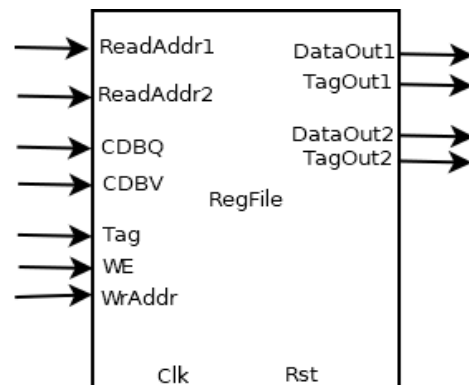 ReadAddr1
DataOut1
TagOut1
ReadAddr2
DataOut2
CDBQ
TagOut2
CDBV
RegFile
Tag
WE
WrAddr
Clk
Rst